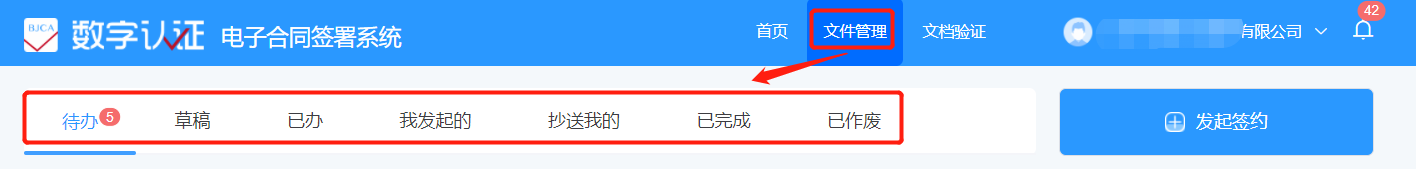 BJCA 数字认证 电子合同签署系统 首页 文件管理 文档验证 有限公司 42
待办 5 草稿 已办 我发起的 抄送我的 已完成 已作废 发起签约